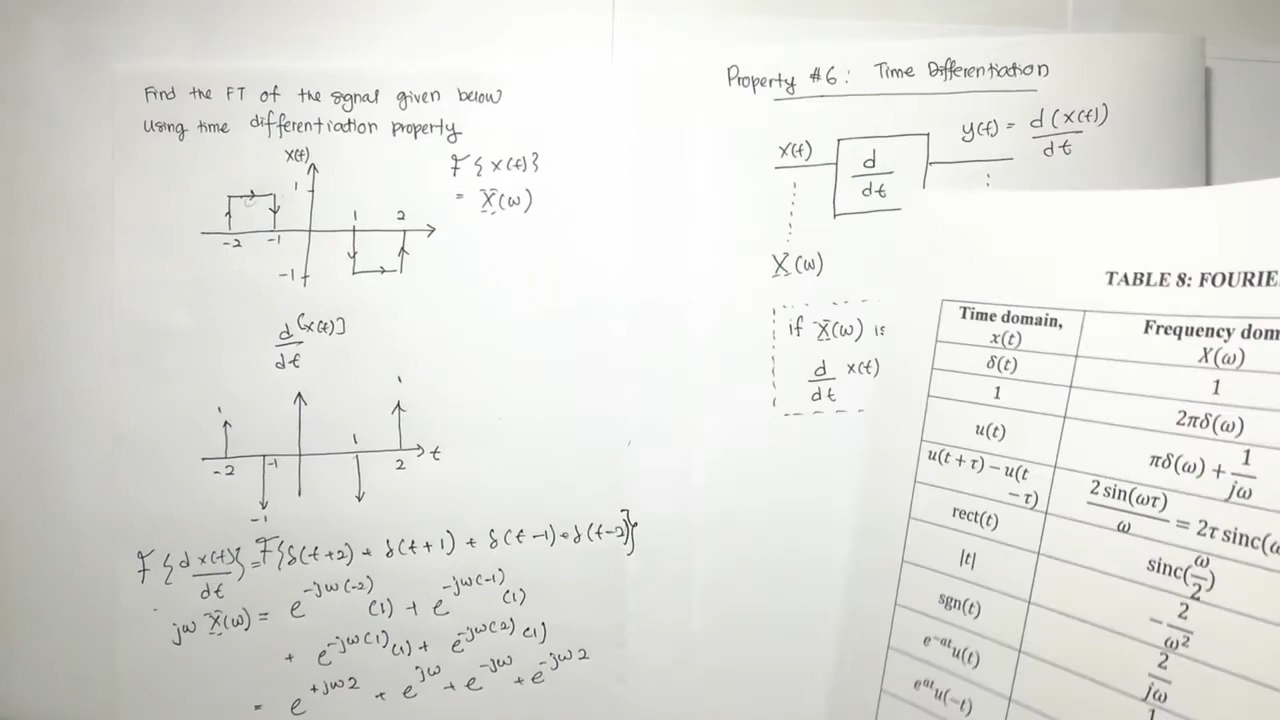 Find the FT of the signal given below
using time differentiation property
x(t)
1
-2 -1 1 2
-1
F{x(t)}
= X(ω)
d/dt [x(t)]
-2 -1 1 2 t
-1
F{dx(t)/dt} = F{δ(t+2) + δ(t+1) + δ(t-1) + δ(t-2)}
jω X(ω) = e^{-jω(-2)} (1) + e^{-jω(-1)} (1)
+ e^{-jω(1)} (1) + e^{-jω(2)} (1)
= e^{+jω2} + e^{jω} + e^{-jω} + e^{-jω2}
Property #6: Time Differentiation
x(t) d/dt y(t) = d(x(t))/dt
X(ω)
if X(ω) is
d/dt x(t)
TABLE 8: FOURIE
Time domain, x(t) Frequency dom X(ω)
δ(t) 1
1 2πδ(ω)
u(t) πδ(ω) + 1/jω
u(t + τ) − u(t − τ) 2 sin(ωτ)/ω = 2τ sinc(ω
rect(t) sinc(ω/2)
|t| −2/ω²
sgn(t) 2/jω
e^{−at}u(t) 1
e^{at}u(−t)